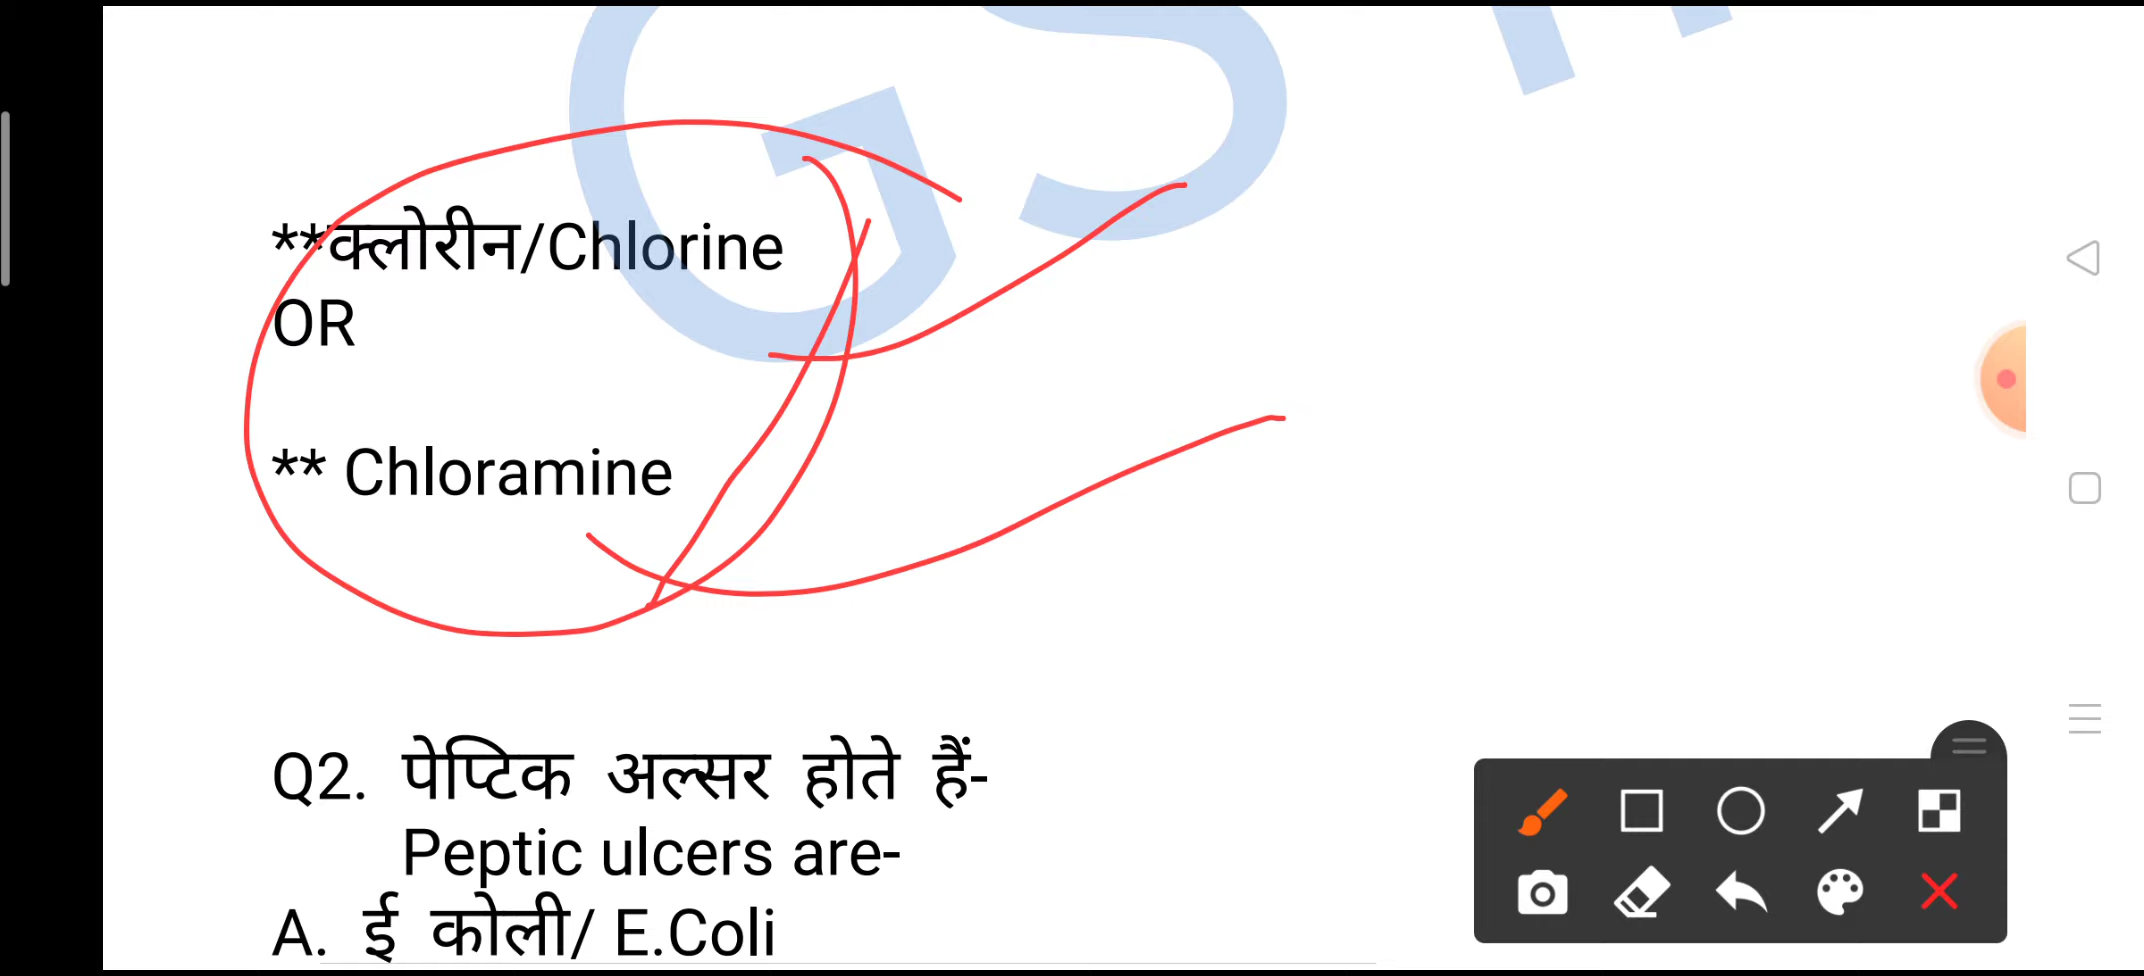 **क्लोरीन/Chlorine
OR
** Chloramine
Q2. पेप्टिक अल्सर होते हैं-
Peptic ulcers are-
A. ई कोली/ E.Coli